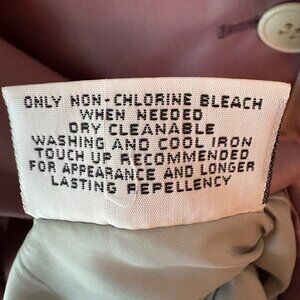 ONLY NON-CHLORINE BLEACH
WHEN NEEDED
DRY CLEANABLE
WASHING AND COOL IRON
TOUCH UP RECOMMENDED
FOR APPEARANCE AND LONGER
LASTING REPELLENCY